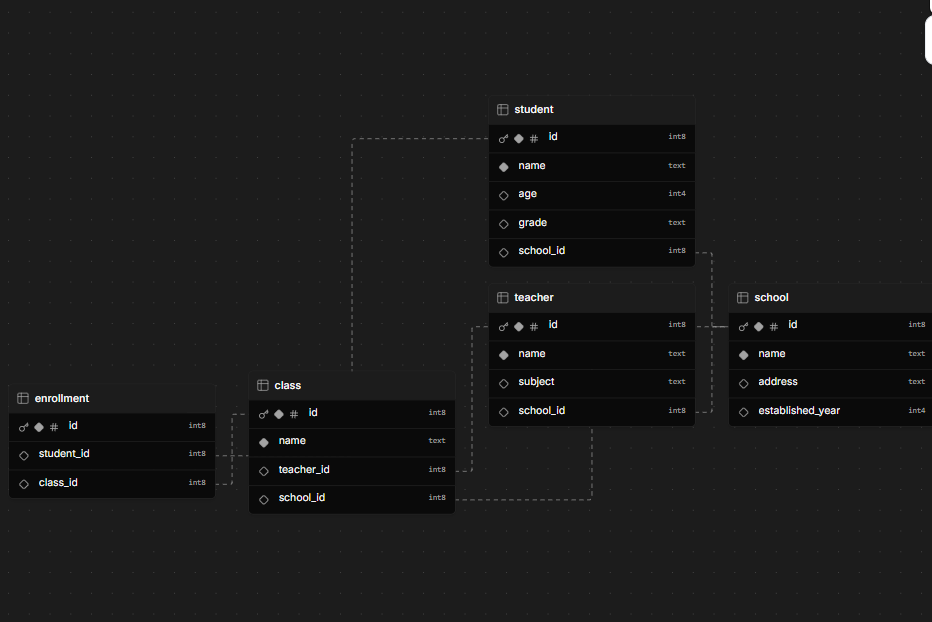 student
# id int8
name text
age int4
grade text
school_id int8
teacher
# id int8
name text
subject text
school_id int8
school
# id int8
name text
address text
established_year int4
enrollment
# id int8
student_id int8
class_id int8
class
# id int8
name text
teacher_id int8
school_id int8